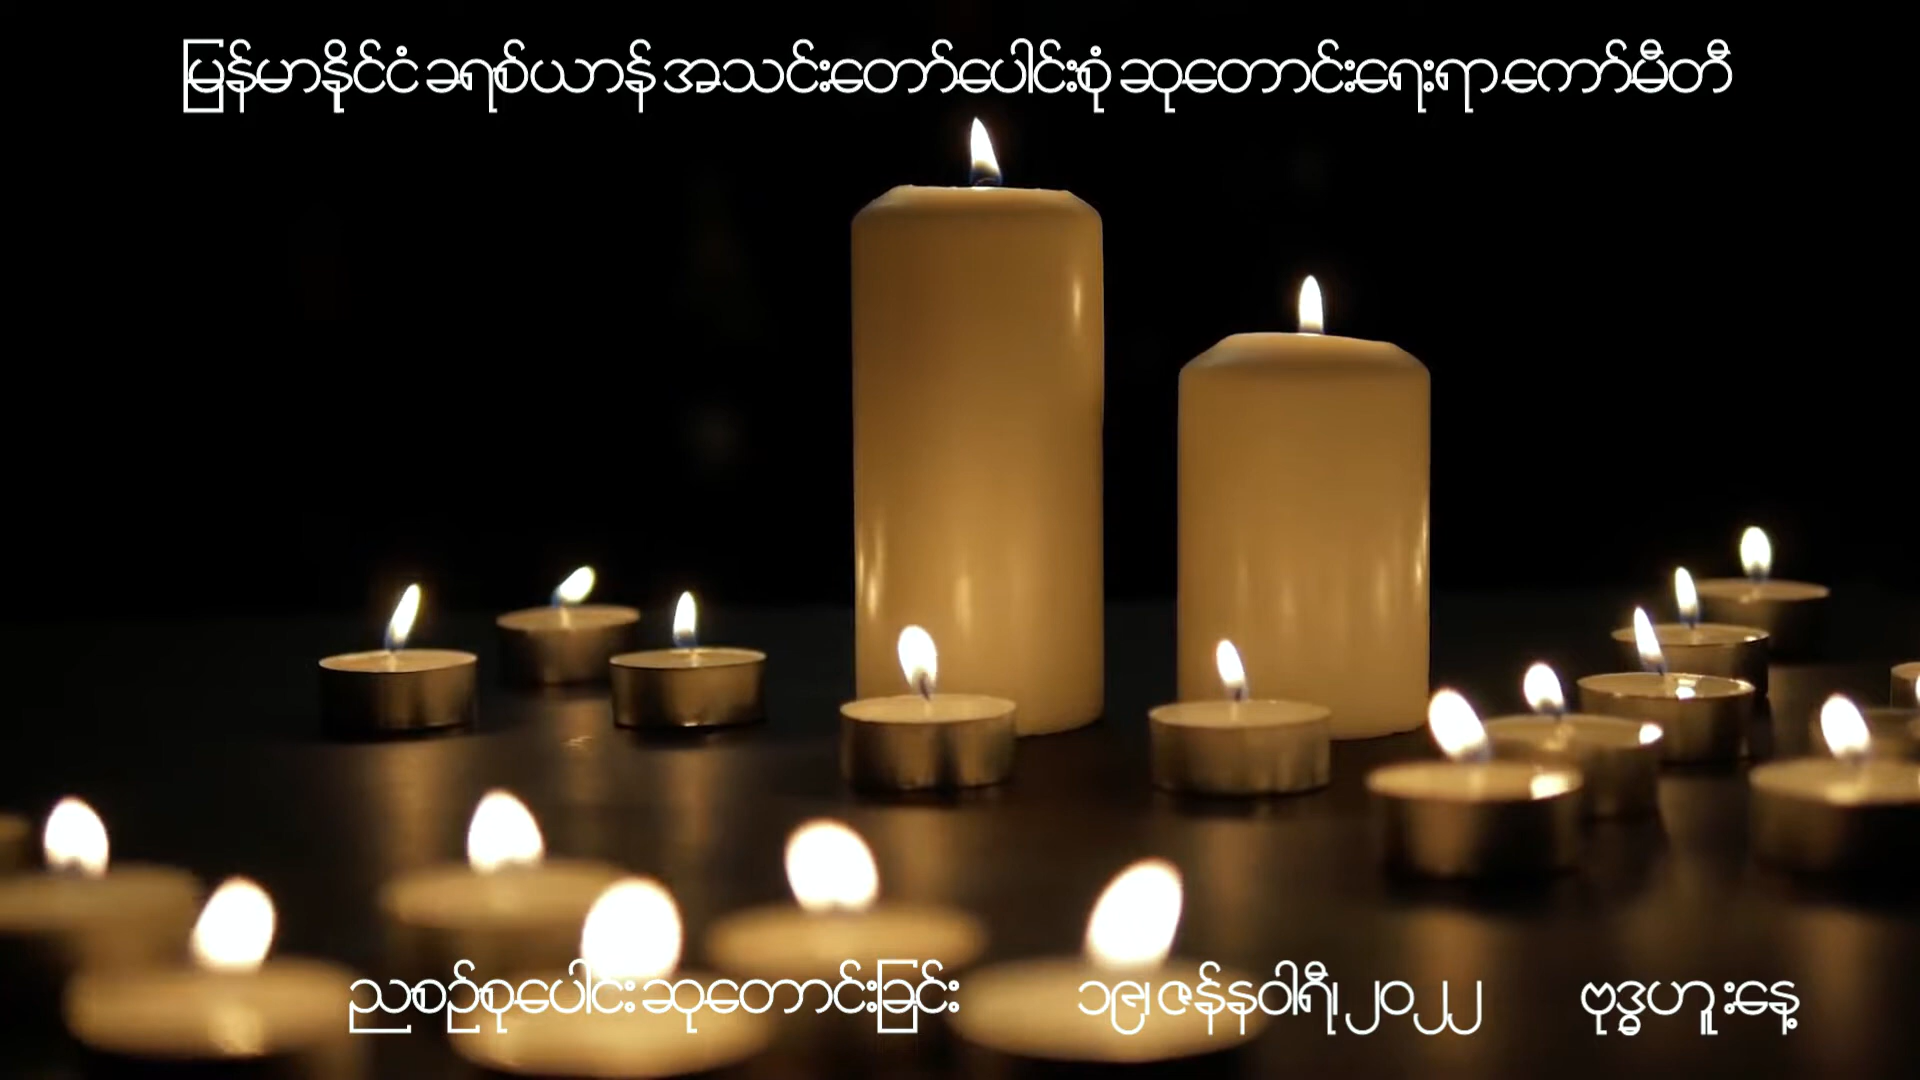 မြန်မာနိုင်ငံ ခရစ်ယာန် အသင်းတော်ပေါင်းစုံ ဆုတောင်းရေးရာကော်မီတီ
ညစဉ်စုပေါင်း ဆုတောင်းခြင်း ၁၉၊ ဇန်နဝါရီ၊ ၂၀၂၂ ဗုဒ္ဓဟူးနေ့